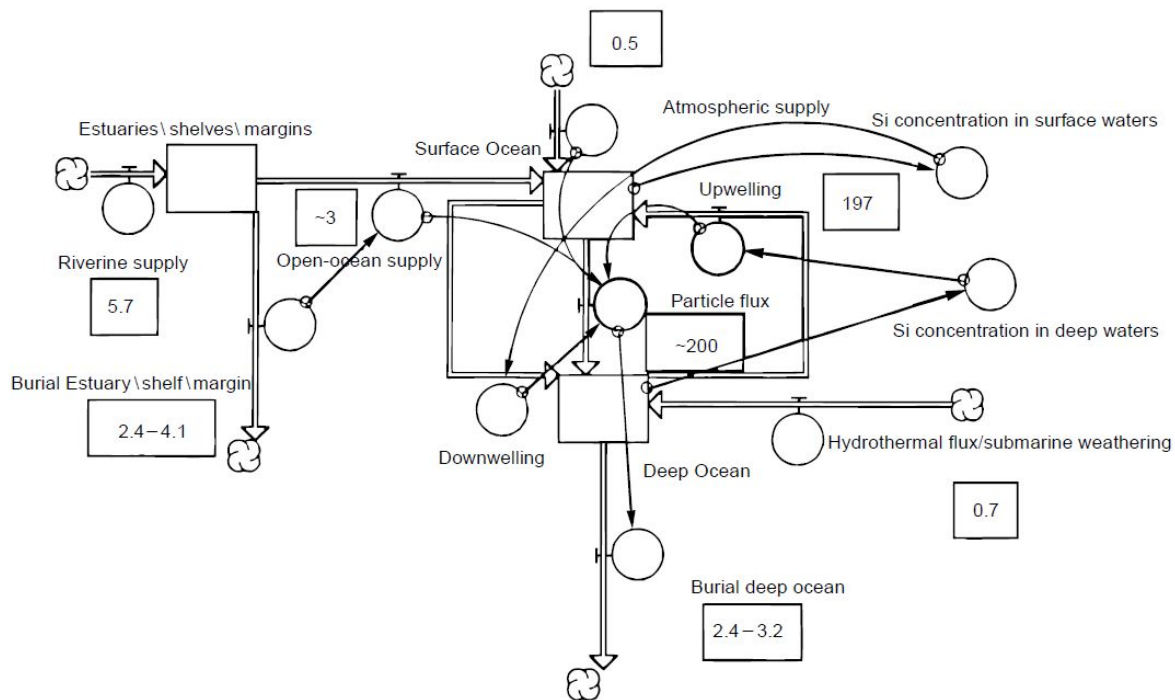 0.5
Atmospheric supply
Si concentration in surface waters
Estuaries\shelves\margins
Surface Ocean
Upwelling
197
~3
Riverine supply
Open-ocean supply
5.7
Particle flux
Si concentration in deep waters
~200
Burial Estuary\shelf\margin
2.4–4.1
Downwelling
Deep Ocean
Hydrothermal flux/submarine weathering
0.7
Burial deep ocean
2.4–3.2